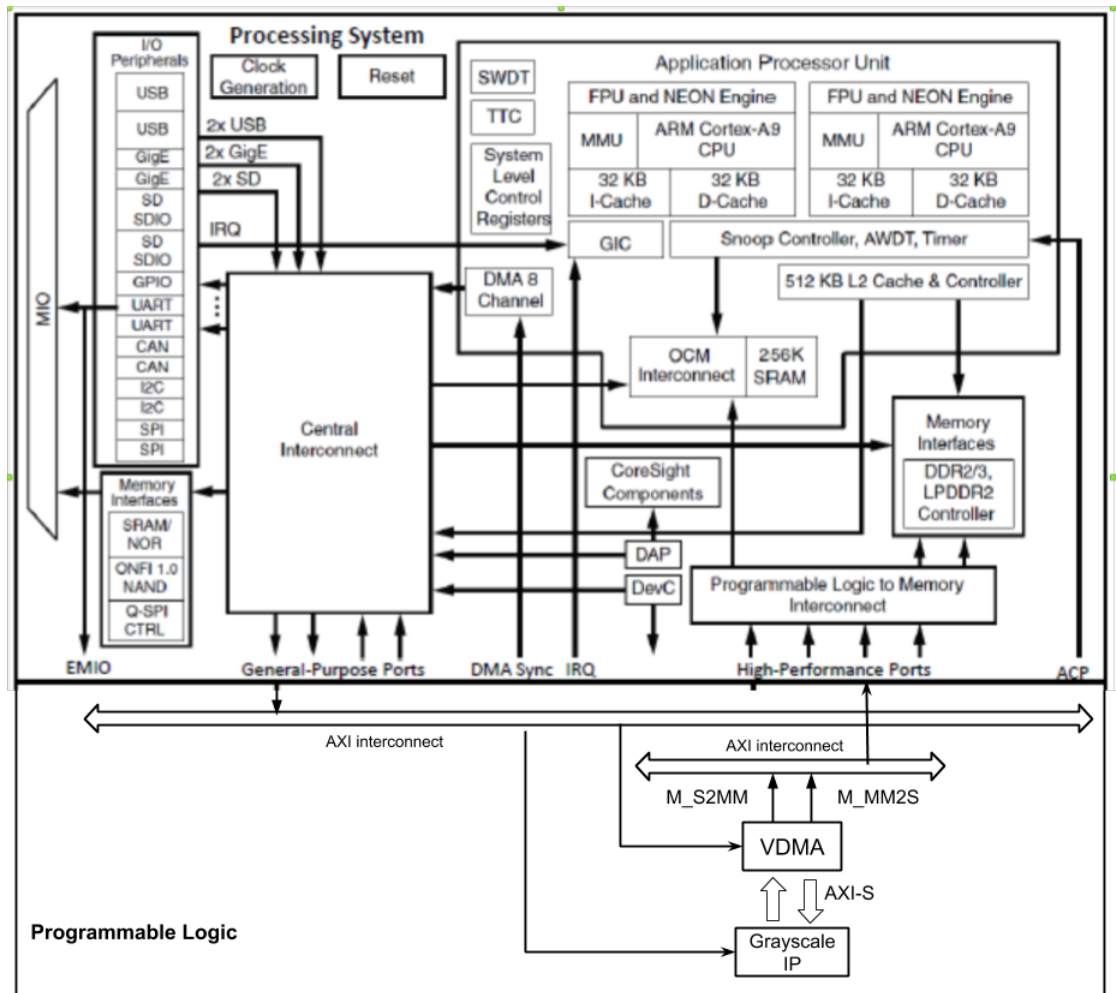 Processing System
I/O
Peripherals
USB
USB
GigE
GigE
SD
SDIO
SD
SDIO
GPIO
UART
UART
CAN
CAN
I2C
I2C
SPI
SPI
MIO
Clock
Generation
Reset
2x USB
2x GigE
2x SD
IRQ
Memory
Interfaces
SRAM/
NOR
ONFI 1.0
NAND
Q-SPI
CTRL
Central
Interconnect
Application Processor Unit
SWDT
TTC
System
Level
Control
Registers
FPU and NEON Engine
MMU
ARM Cortex-A9
CPU
32 KB
I-Cache
32 KB
D-Cache
FPU and NEON Engine
MMU
ARM Cortex-A9
CPU
32 KB
I-Cache
32 KB
D-Cache
GIC
Snoop Controller, AWDT, Timer
DMA 8
Channel
512 KB L2 Cache & Controller
OCM
Interconnect
256K
SRAM
Memory
Interfaces
DDR2/3,
LPDDR2
Controller
CoreSight
Components
DAP
DevC
Programmable Logic to Memory
Interconnect
EMIO
General-Purpose Ports
DMA Sync
IRQ
High-Performance Ports
ACP
AXI interconnect
AXI interconnect
M_S2MM
M_MM2S
VDMA
AXI-S
Grayscale
IP
Programmable Logic